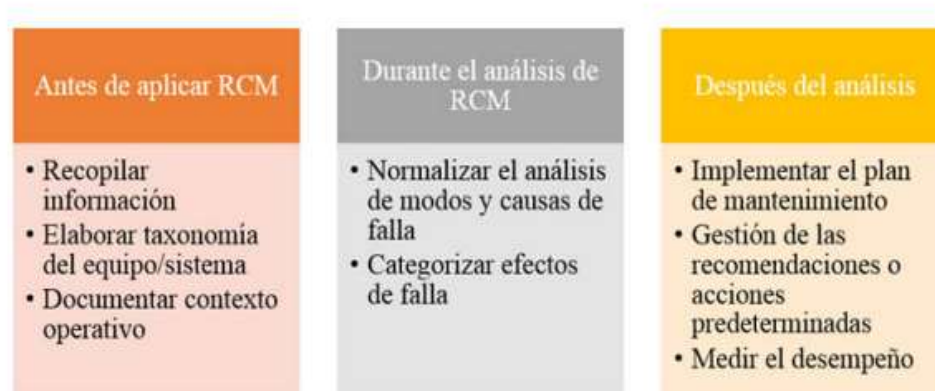 Antes de aplicar RCM
• Recopilar
información
• Elaborar taxonomía
del equipo/sistema
• Documentar contexto
operativo
Durante el análisis de
RCM
• Normalizar el análisis
de modos y causas de
falla
• Categorizar efectos
de falla
Después del análisis
• Implementar el plan
de mantenimiento
• Gestión de las
recomendaciones o
acciones
predeterminadas
• Medir el desempeño